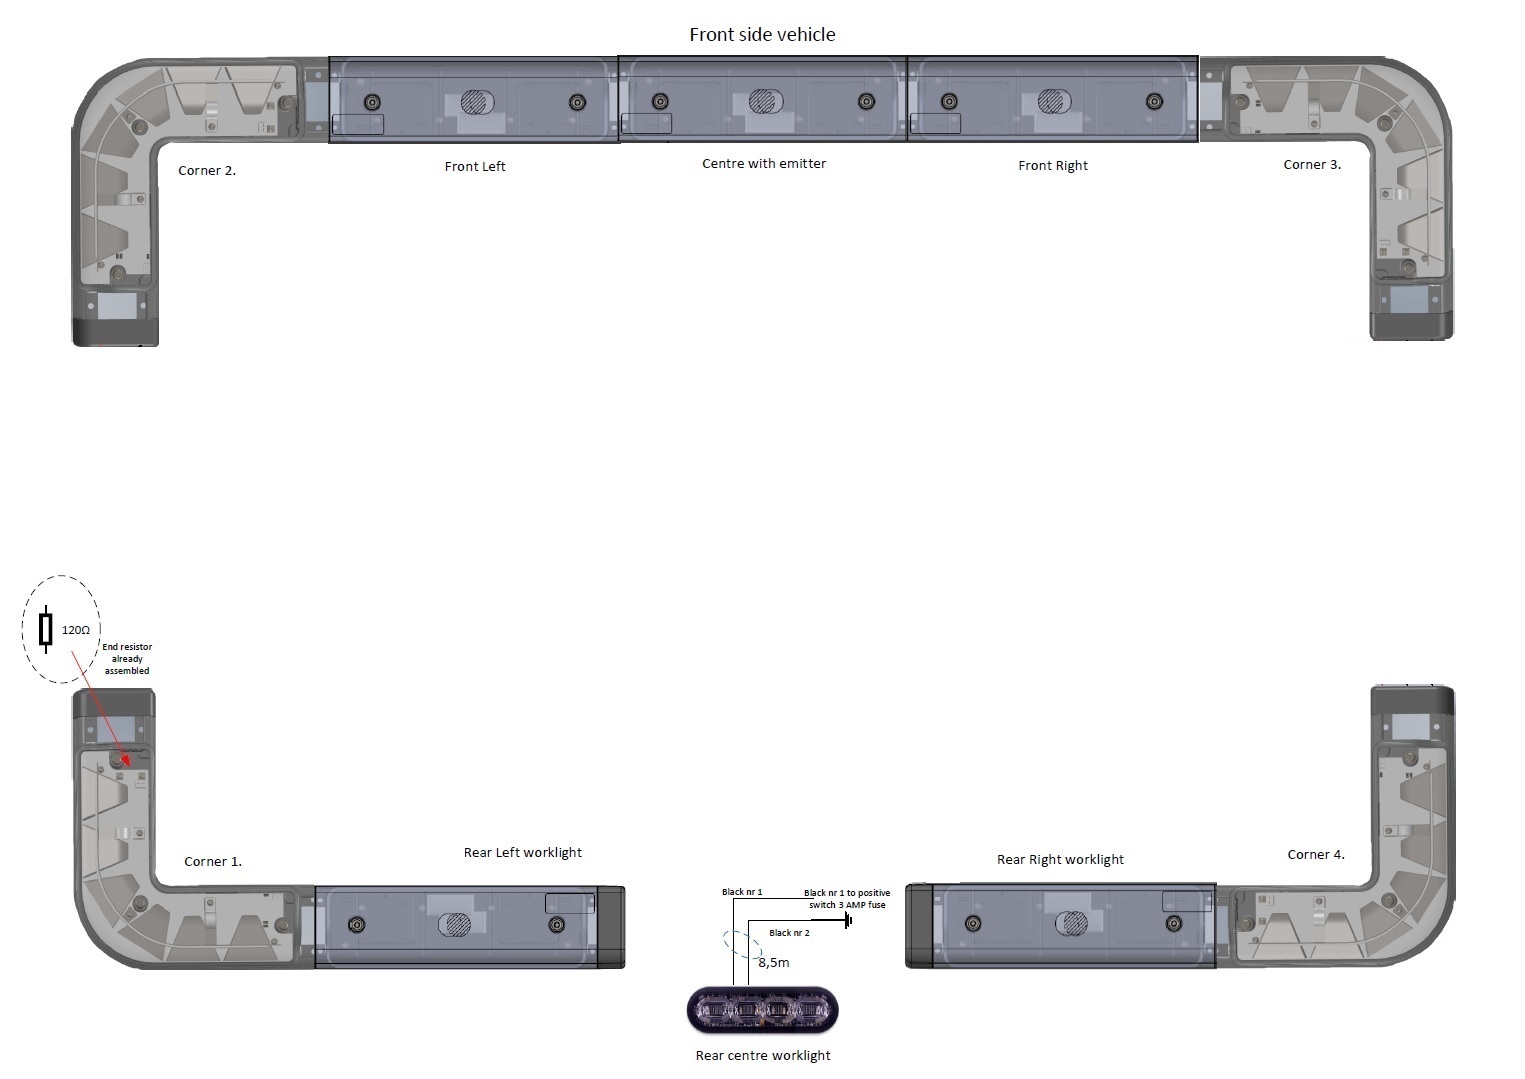 Front side vehicle
Corner 2.
Front Left
Centre with emitter
Front Right
Corner 3.
120Ω
End resistor
already
assembled
Corner 1.
Rear Left worklight
Black nr 1
Black nr 1 to positive
switch 3 AMP fuse
Black nr 2
8,5m
Rear centre worklight
Rear Right worklight
Corner 4.